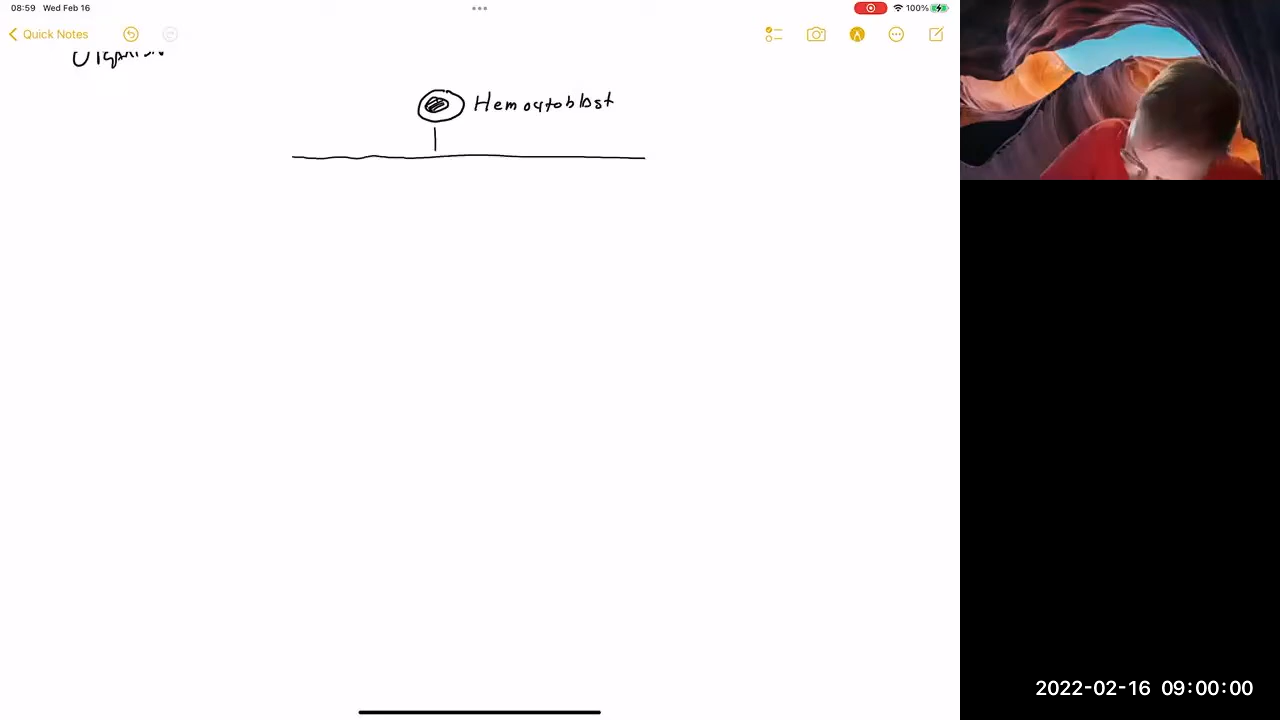 08:59 Wed Feb 16
100%
Quick Notes
Hemocytoblast
2022-02-16 09:00:00